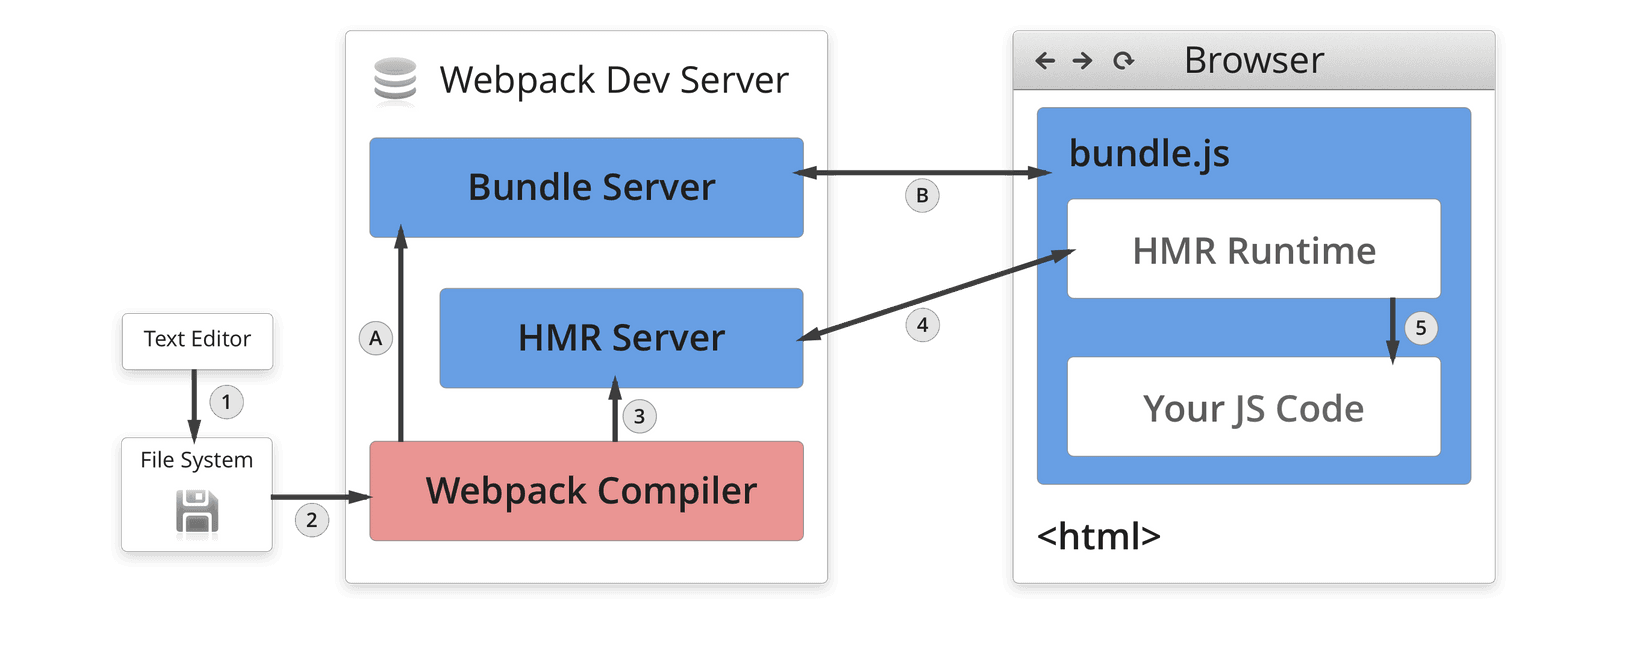 Webpack Dev Server
Bundle Server
B
A
HMR Server
4
3
Webpack Compiler
Text Editor
1
File System
2
Browser
bundle.js
HMR Runtime
5
Your JS Code
<html>